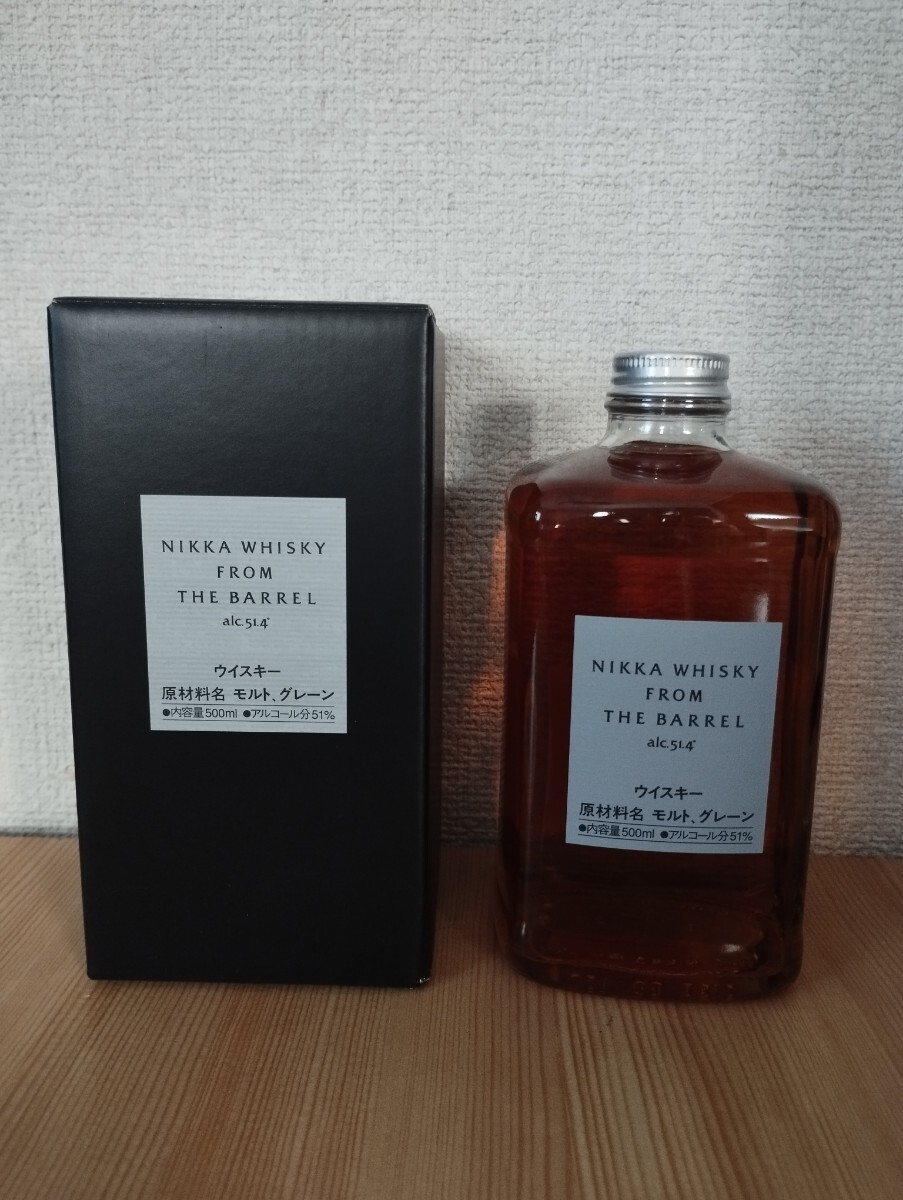 NIKKA WHISKY
FROM
THE BARREL
alc.51.4°
ウイスキー
原材料名 モルト、グレーン
●内容量500ml ●アルコール分51%
NIKKA WHISKY
FROM
THE BARREL
alc.51.4°
ウイスキー
原材料名 モルト、グレーン
●内容量500ml ●アルコール分51%